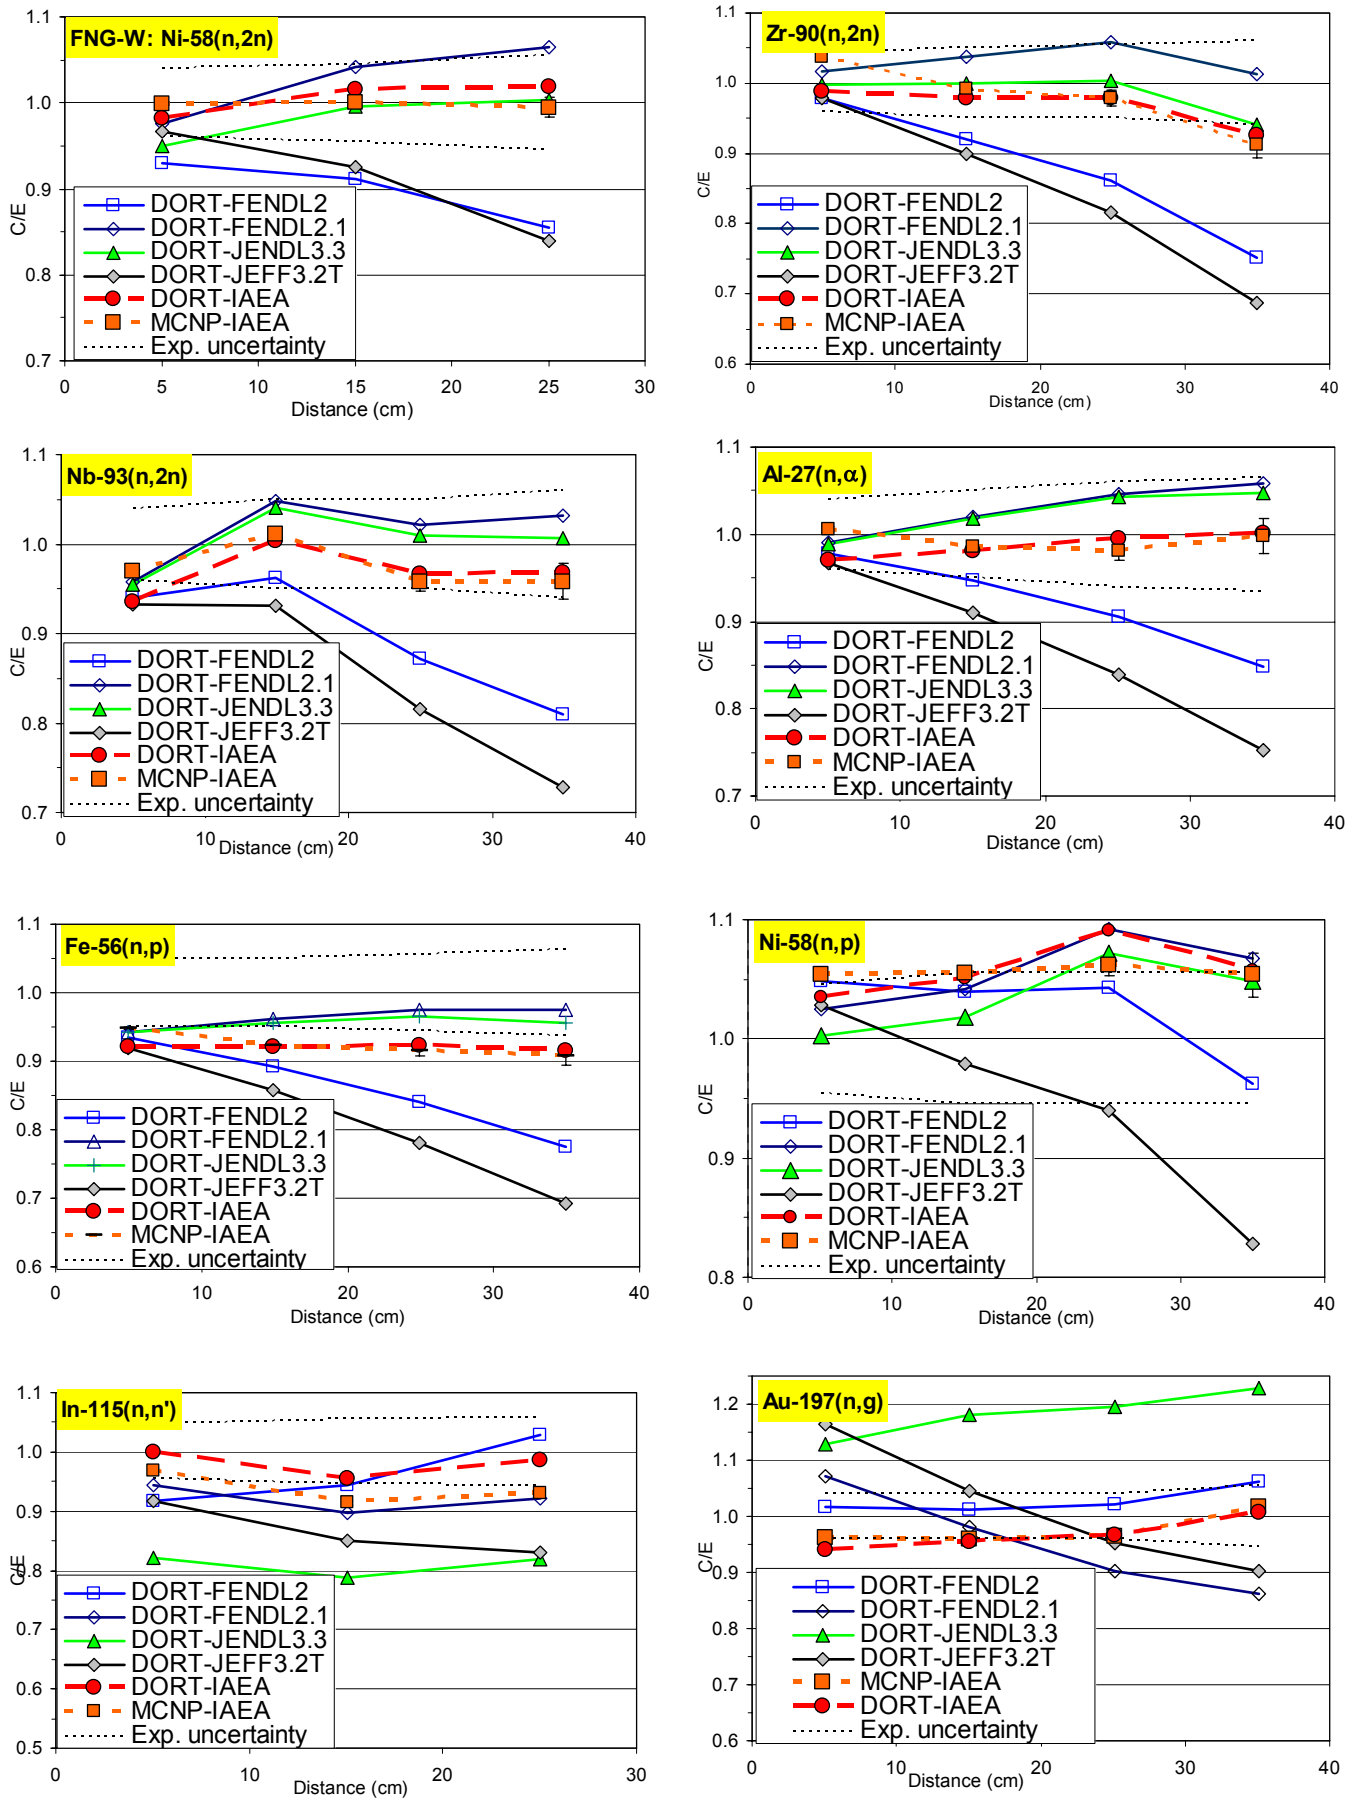 FNG-W: Ni-58(n,2n)
1.1
1.0
0.9
0.8
0.7
C/E
DORT-FENDL2
DORT-FENDL2.1
DORT-JENDL3.3
DORT-JEFF3.2T
DORT-IAEA
MCNP-IAEA
Exp. uncertainty
0 5 10 15 20 25 30
Distance (cm)
Zr-90(n,2n)
1.1
1.0
0.9
0.8
0.7
0.6
C/E
DORT-FENDL2
DORT-FENDL2.1
DORT-JENDL3.3
DORT-JEFF3.2T
DORT-IAEA
MCNP-IAEA
Exp. uncertainty
0 10 20 30 40
Distance (cm)
Nb-93(n,2n)
1.1
1.0
0.9
0.8
0.7
C/E
DORT-FENDL2
DORT-FENDL2.1
DORT-JENDL3.3
DORT-JEFF3.2T
DORT-IAEA
MCNP-IAEA
Exp. uncertainty
0 10 20 30 40
Distance (cm)
Al-27(n,α)
1.1
1.0
0.9
0.8
0.7
C/E
DORT-FENDL2
DORT-FENDL2.1
DORT-JENDL3.3
DORT-JEFF3.2T
DORT-IAEA
MCNP-IAEA
Exp. uncertainty
0 10 20 30 40
Distance (cm)
Fe-56(n,p)
1.1
1.0
0.9
0.8
0.7
0.6
C/E
DORT-FENDL2
DORT-FENDL2.1
DORT-JENDL3.3
DORT-JEFF3.2T
DORT-IAEA
MCNP-IAEA
Exp. uncertainty
0 10 20 30 40
Distance (cm)
Ni-58(n,p)
1.1
1.0
0.9
0.8
C/E
DORT-FENDL2
DORT-FENDL2.1
DORT-JENDL3.3
DORT-JEFF3.2T
DORT-IAEA
MCNP-IAEA
Exp. uncertainty
0 10 20 30 40
Distance (cm)
In-115(n,n')
1.1
1.0
0.9
0.8
0.7
0.6
0.5
C/E
DORT-FENDL2
DORT-FENDL2.1
DORT-JENDL3.3
DORT-JEFF3.2T
DORT-IAEA
MCNP-IAEA
Exp. uncertainty
0 10 20 30
Distance (cm)
Au-197(n,g)
1.2
1.1
1.0
0.9
0.8
0.7
0.6
C/E
DORT-FENDL2
DORT-FENDL2.1
DORT-JENDL3.3
DORT-JEFF3.2T
MCNP-IAEA
DORT-IAEA
Exp. uncertainty
0 10 20 30 40
Distance (cm)